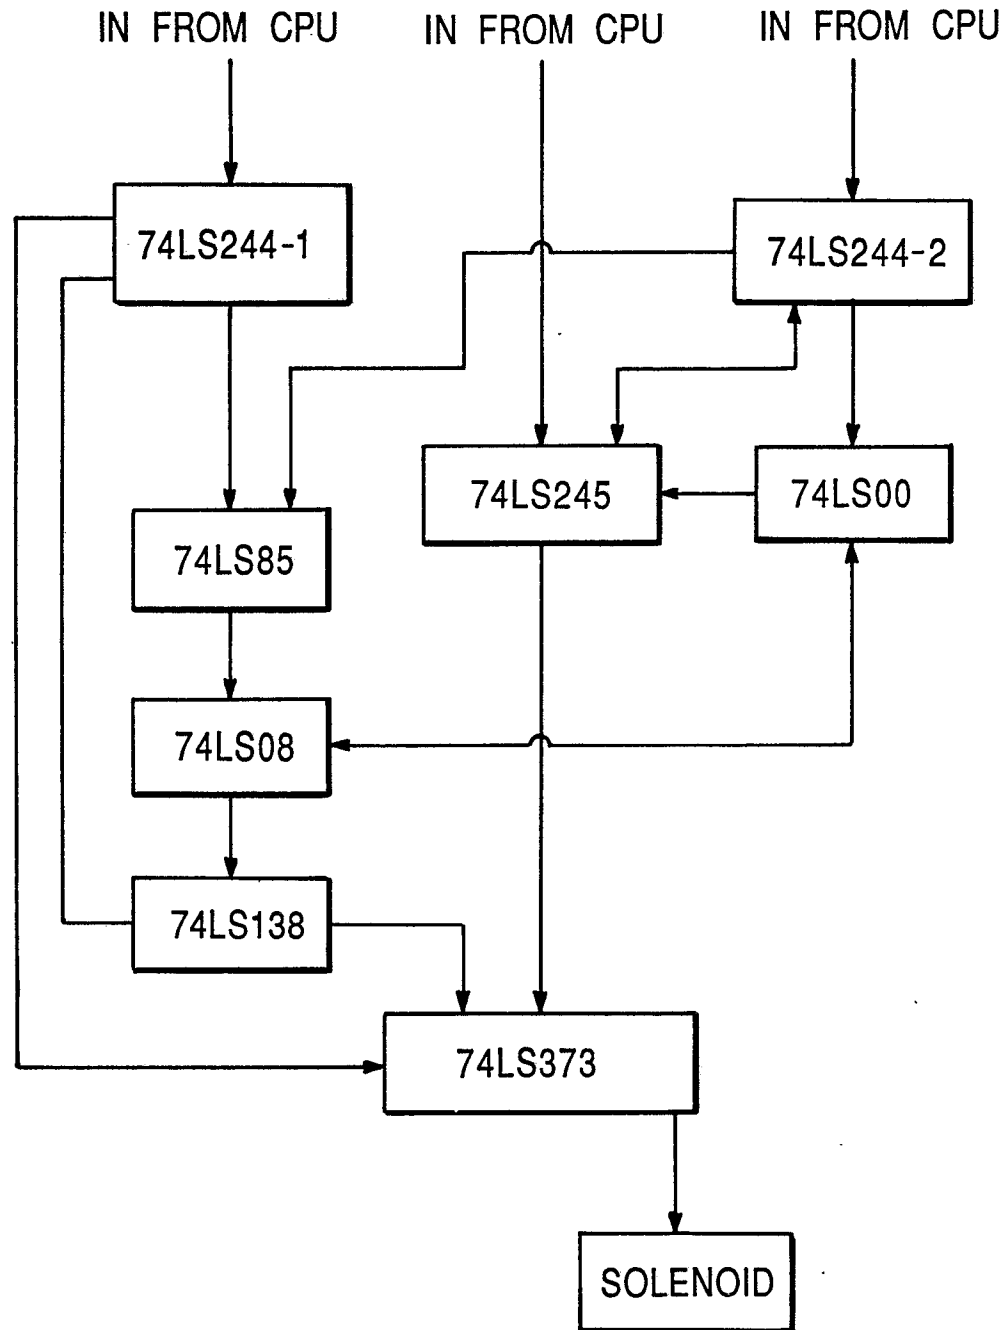 IN FROM CPU
IN FROM CPU
IN FROM CPU
74LS244-1
74LS244-2
74LS245
74LS00
74LS85
74LS08
74LS138
74LS373
SOLENOID